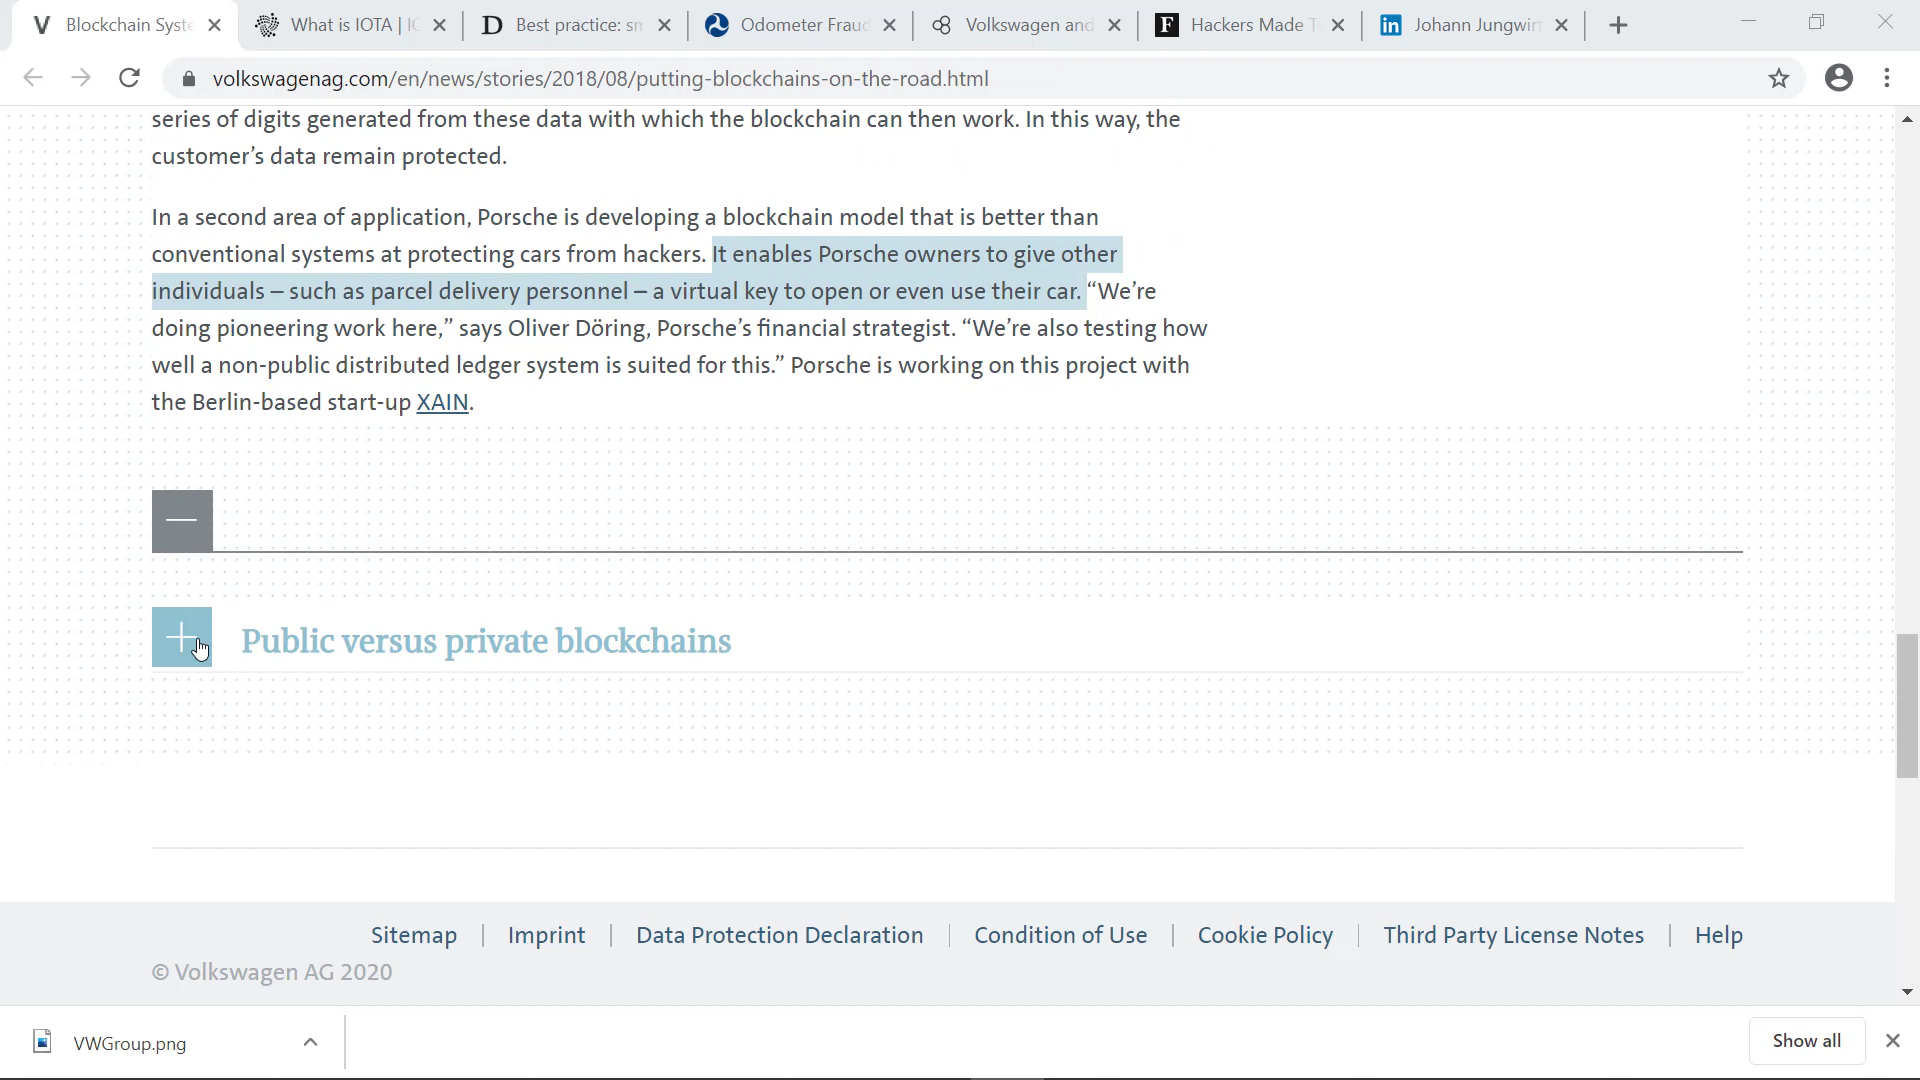 Blockchain Syste
What is IOTA | IO
Best practice: sm
Odometer Fraud
Volkswagen and
Hackers Made T
Johann Jungwirt
volkswagenag.com/en/news/stories/2018/08/putting-blockchains-on-the-road.html
series of digits generated from these data with which the blockchain can then work. In this way, the
customer’s data remain protected.
In a second area of application, Porsche is developing a blockchain model that is better than
conventional systems at protecting cars from hackers. It enables Porsche owners to give other
individuals – such as parcel delivery personnel – a virtual key to open or even use their car. “We’re
doing pioneering work here,” says Oliver Döring, Porsche’s financial strategist. “We’re also testing how
well a non-public distributed ledger system is suited for this.” Porsche is working on this project with
the Berlin-based start-up XAIN.
Public versus private blockchains
Sitemap | Imprint | Data Protection Declaration | Condition of Use | Cookie Policy | Third Party License Notes | Help
© Volkswagen AG 2020
VWGroup.png
Show all